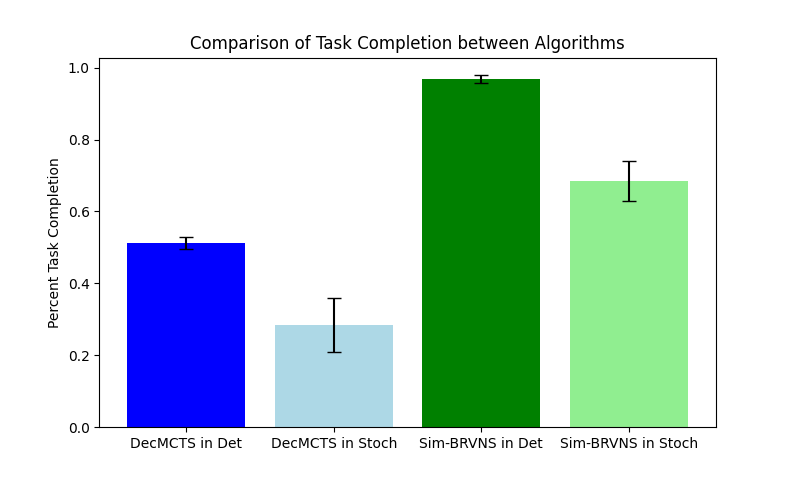 Comparison of Task Completion between Algorithms
Percent Task Completion
1.0
0.8
0.6
0.4
0.2
0.0
DecMCTS in Det
DecMCTS in Stoch
Sim-BRVNS in Det
Sim-BRVNS in Stoch